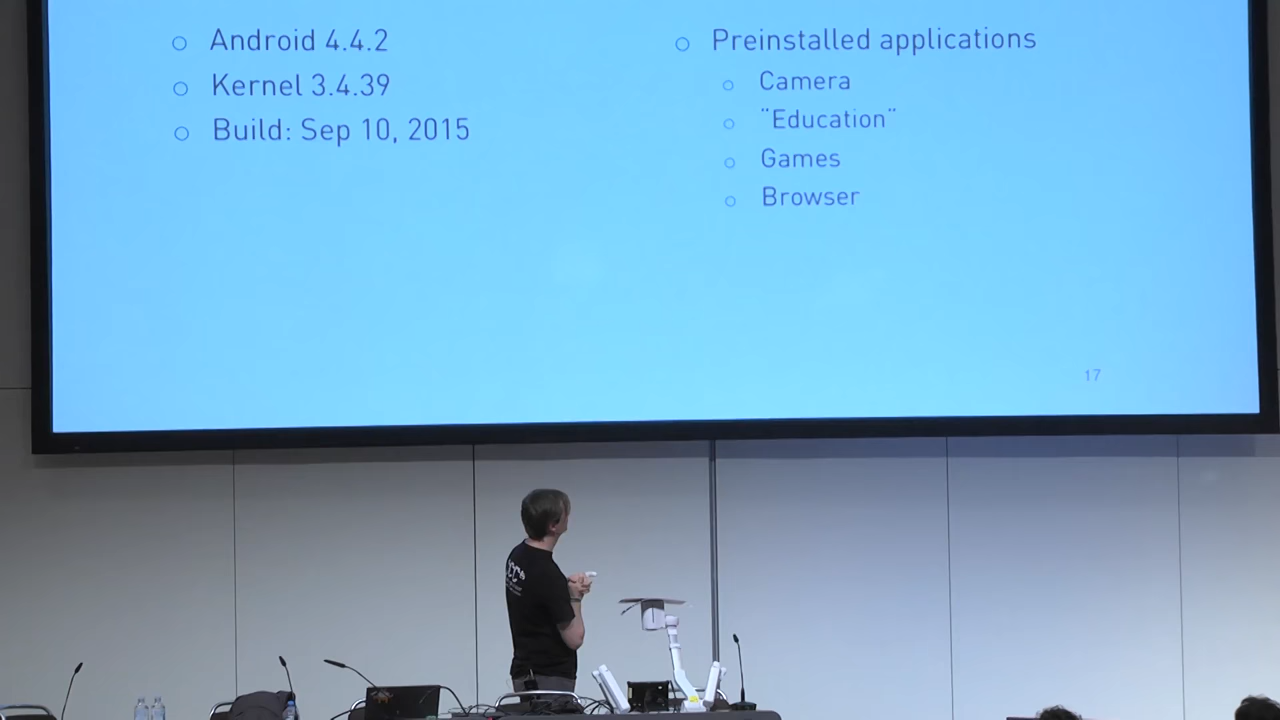 Android 4.4.2
Kernel 3.4.39
Build: Sep 10, 2015
Preinstalled applications
Camera
¨Education¨
Games
Browser
17